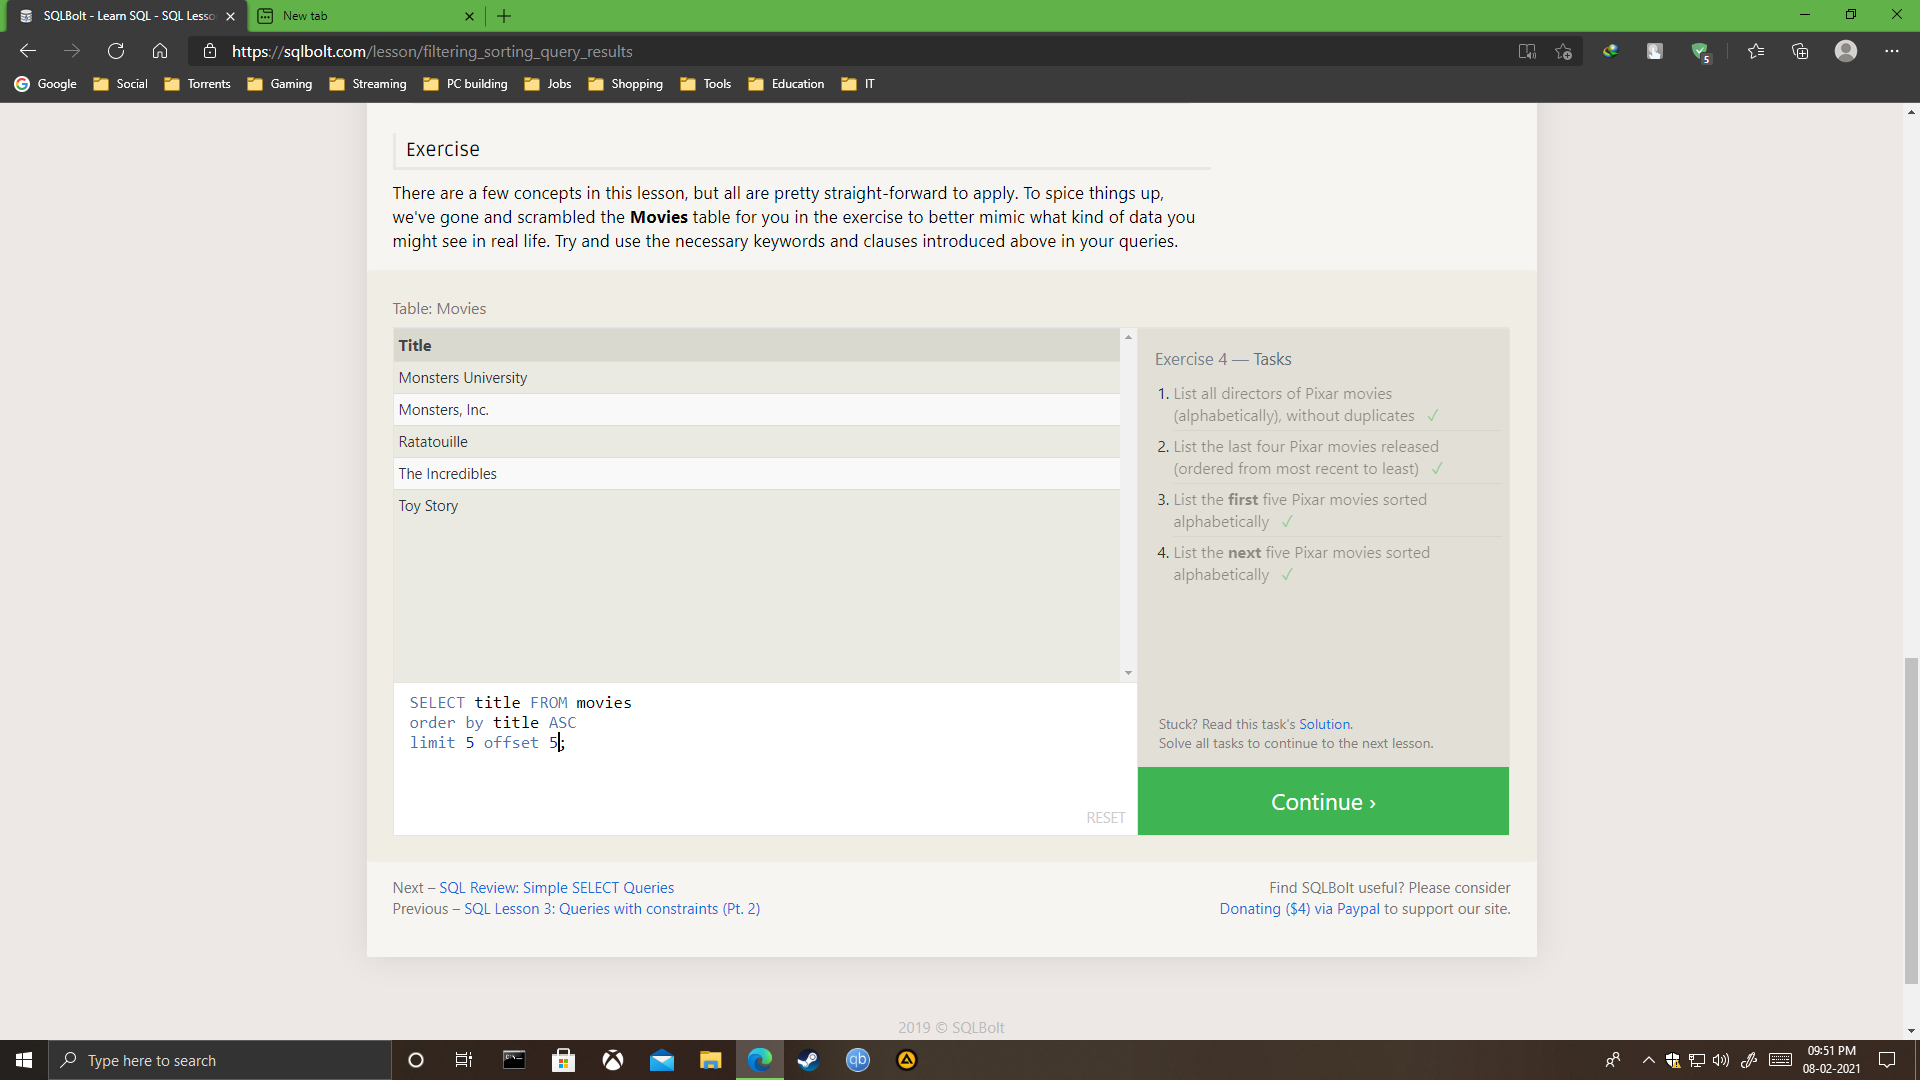 SQLBolt - Learn SQL - SQL Lesso
New tab
https://sqlbolt.com/lesson/filtering_sorting_query_results
5
Google Social Torrents Gaming Streaming PC building Jobs Shopping Tools Education IT
Exercise
There are a few concepts in this lesson, but all are pretty straight-forward to apply. To spice things up,
we've gone and scrambled the Movies table for you in the exercise to better mimic what kind of data you
might see in real life. Try and use the necessary keywords and clauses introduced above in your queries.
Table: Movies
Title
Monsters University
Monsters, Inc.
Ratatouille
The Incredibles
Toy Story
SELECT title FROM movies
order by title ASC
limit 5 offset 5;
RESET
Exercise 4 — Tasks
1. List all directors of Pixar movies
(alphabetically), without duplicates ✓
2. List the last four Pixar movies released
(ordered from most recent to least) ✓
3. List the first five Pixar movies sorted
alphabetically ✓
4. List the next five Pixar movies sorted
alphabetically ✓
Stuck? Read this task's Solution.
Solve all tasks to continue to the next lesson.
Continue ›
Next – SQL Review: Simple SELECT Queries
Previous – SQL Lesson 3: Queries with constraints (Pt. 2)
Find SQLBolt useful? Please consider
Donating ($4) via Paypal to support our site.
2019 © SQLBolt
Type here to search
qb
09:51 PM
08-02-2021